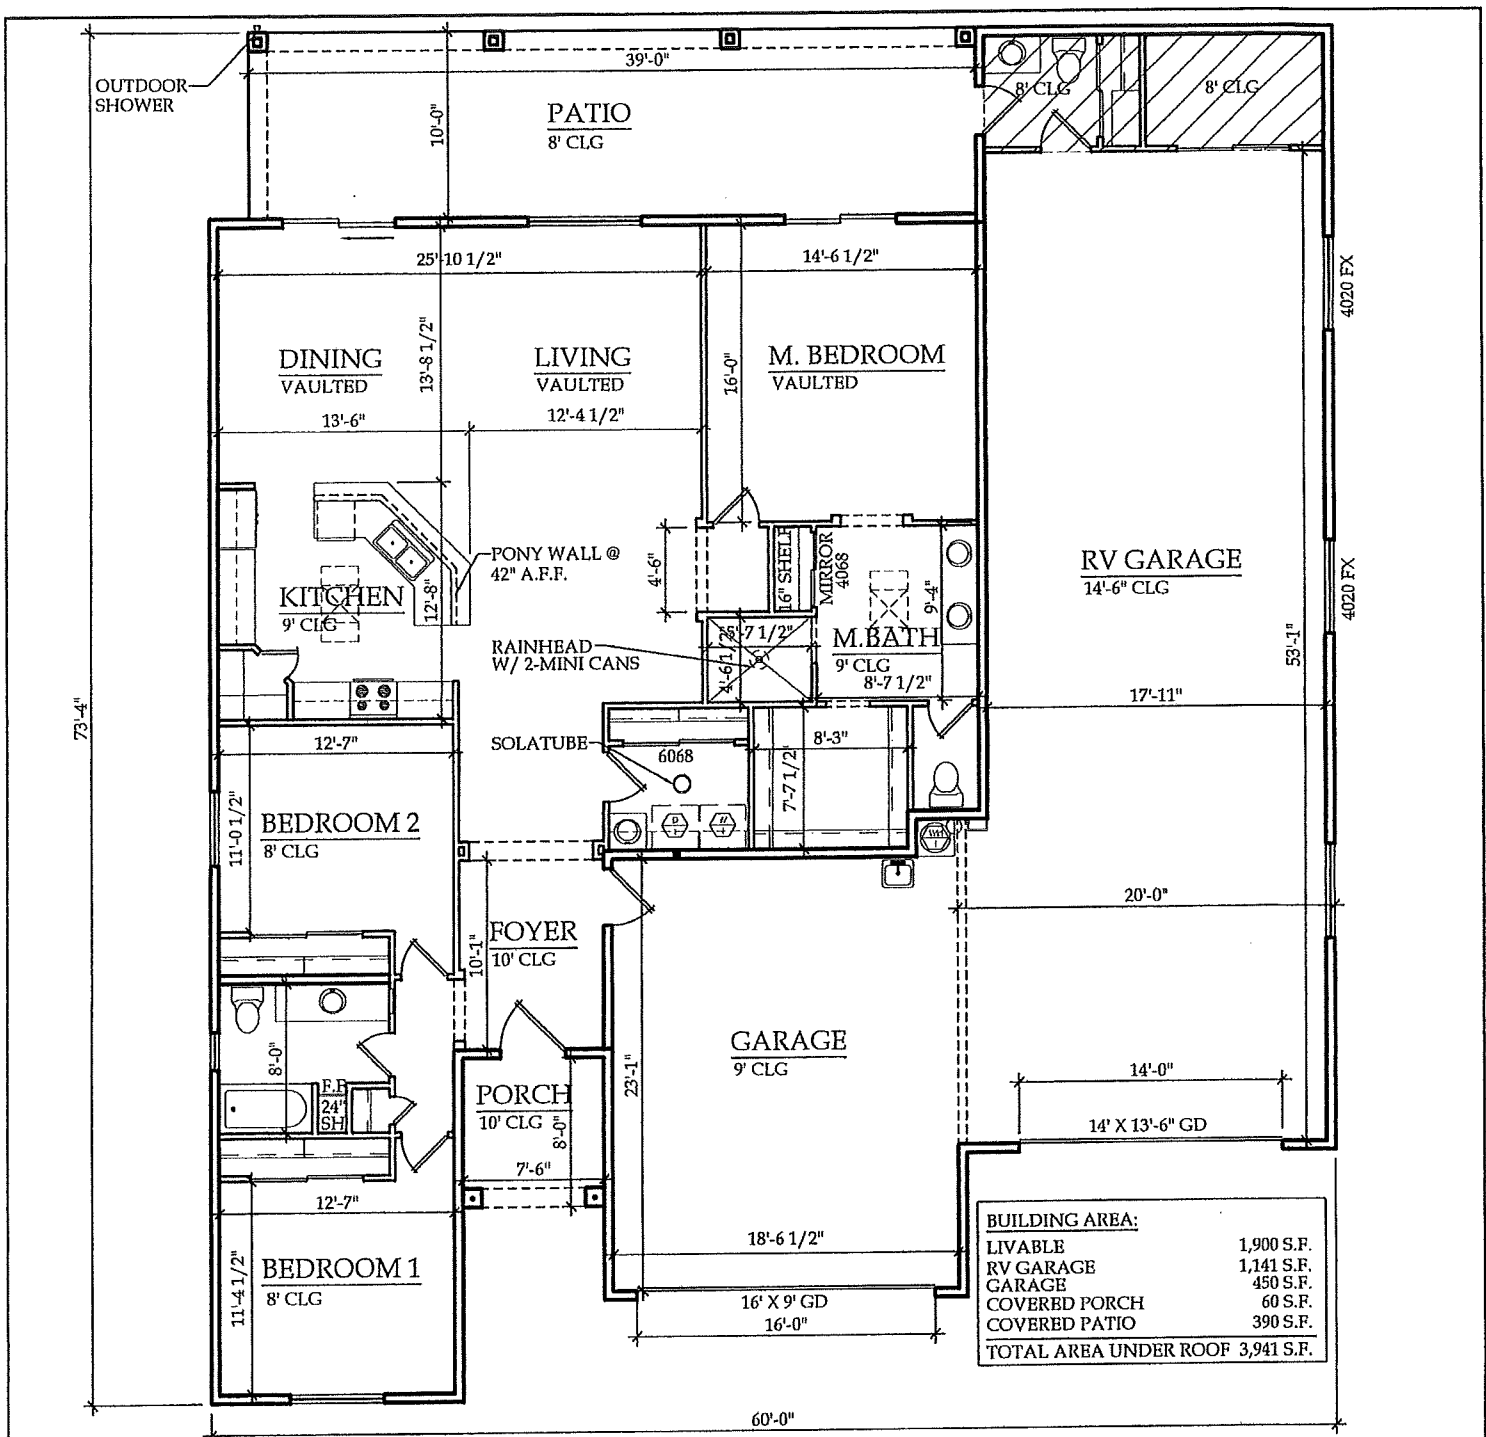 OUTDOOR
SHOWER
39'-0"
8' CLG
8' CLG
PATIO
8' CLG
10'-0"
25'-10 1/2"
14'-6 1/2"
4020 FX
DINING
VAULTED
13'-8 1/2"
LIVING
VAULTED
16'-0"
M. BEDROOM
VAULTED
13'-6"
12'-4 1/2"
PONY WALL @
42" A.F.F.
4'-6"
16" SHELF
MIRROR
4068
9'-4"
RV GARAGE
14'-6" CLG
4020 FX
KITCHEN
9' CLG
12'-8"
RAINHEAD
W/ 2-MINI CANS
5'-7 1/2"
4'-6 1/2"
M.BATH
9' CLG
8'-7 1/2"
53'-1"
17'-11"
73'-4"
12'-7"
SOLATUBE
6068
8'-3"
7'-7 1/2"
11'-0 1/2"
BEDROOM 2
8' CLG
D
20'-0"
FOYER
10' CLG
10'-1"
GARAGE
9' CLG
23'-1"
8'-0"
24"
SH
PORCH
10' CLG
8'-0"
7'-6"
14'-0"
14' X 13'-6" GD
12'-7"
18'-6 1/2"
BEDROOM 1
8' CLG
11'-4 1/2"
16' X 9' GD
16'-0"
BUILDING AREA:
LIVABLE 1,900 S.F.
RV GARAGE 1,141 S.F.
GARAGE 450 S.F.
COVERED PORCH 60 S.F.
COVERED PATIO 390 S.F.
TOTAL AREA UNDER ROOF 3,941 S.F.
60'-0"